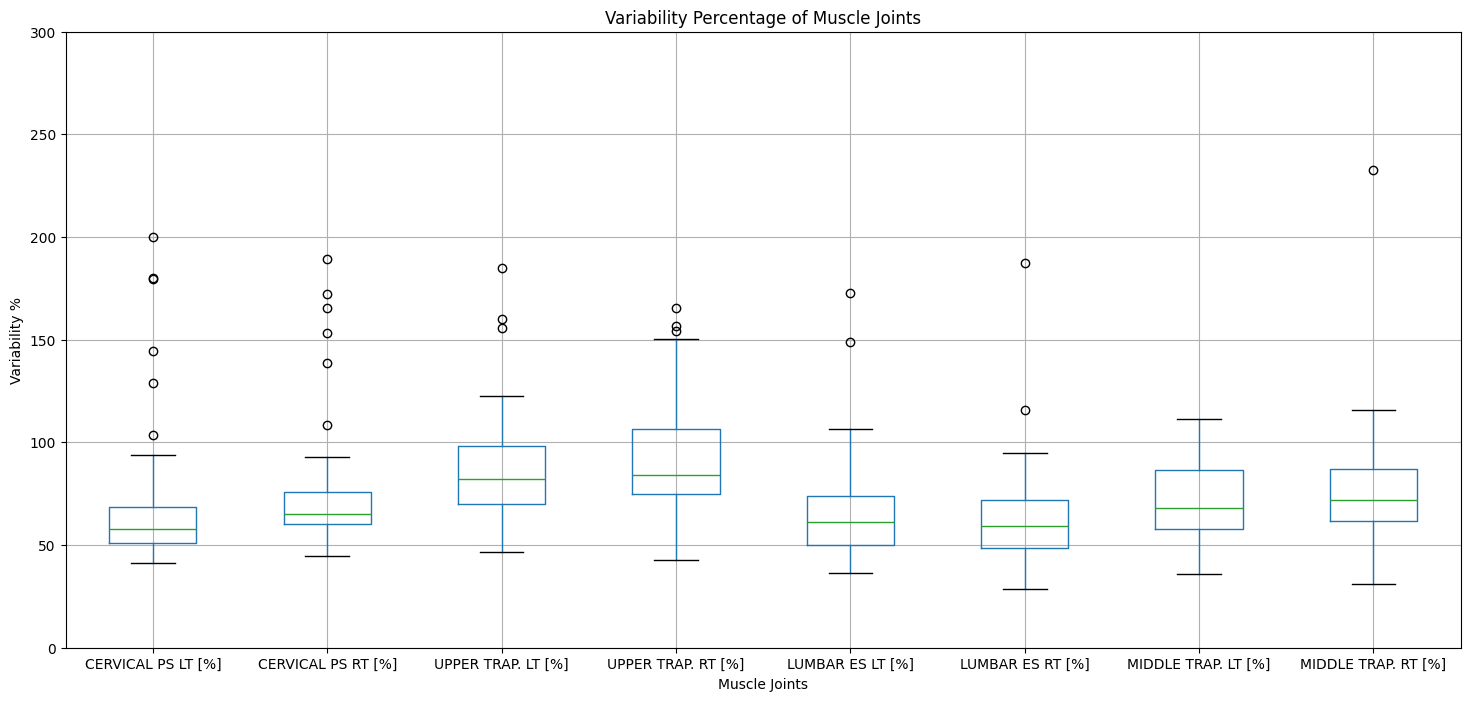 Variability Percentage of Muscle Joints
300
250
200
150
100
50
0
Variability %
CERVICAL PS LT [%] CERVICAL PS RT [%] UPPER TRAP. LT [%] UPPER TRAP. RT [%] LUMBAR ES LT [%] LUMBAR ES RT [%] MIDDLE TRAP. LT [%] MIDDLE TRAP. RT [%]
Muscle Joints